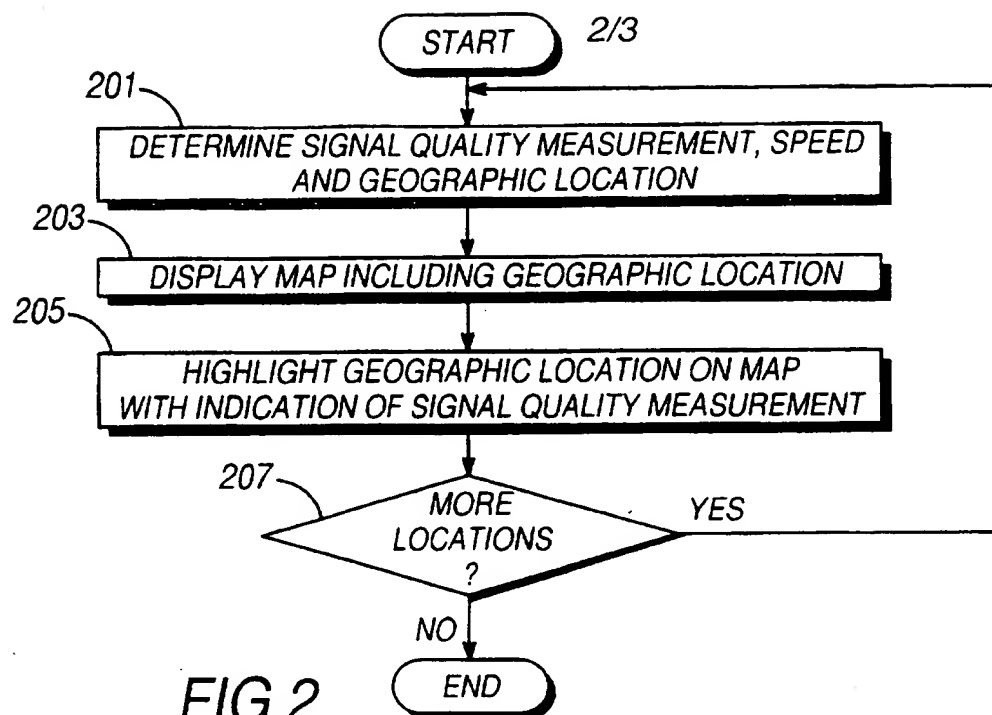 START
2/3
201
DETERMINE SIGNAL QUALITY MEASUREMENT, SPEED
AND GEOGRAPHIC LOCATION
203
DISPLAY MAP INCLUDING GEOGRAPHIC LOCATION
205
HIGHLIGHT GEOGRAPHIC LOCATION ON MAP
WITH INDICATION OF SIGNAL QUALITY MEASUREMENT
207
MORE
LOCATIONS
?
YES
NO
END
FIG 2